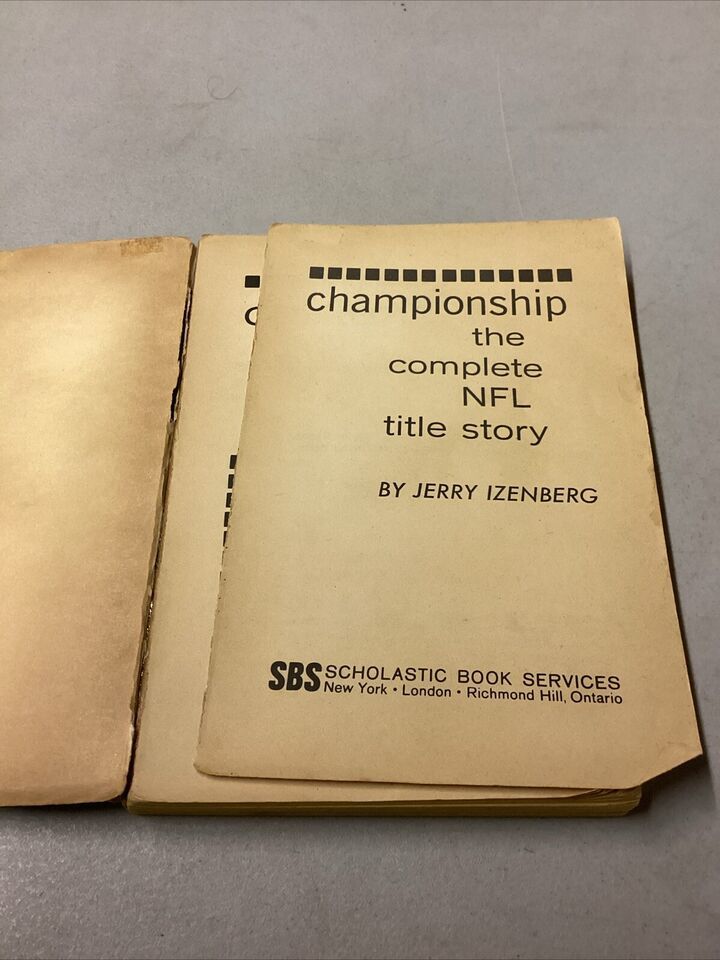 championship
the
complete
NFL
title story
BY JERRY IZENBERG
SBS SCHOLASTIC BOOK SERVICES
New York • London • Richmond Hill, Ontario